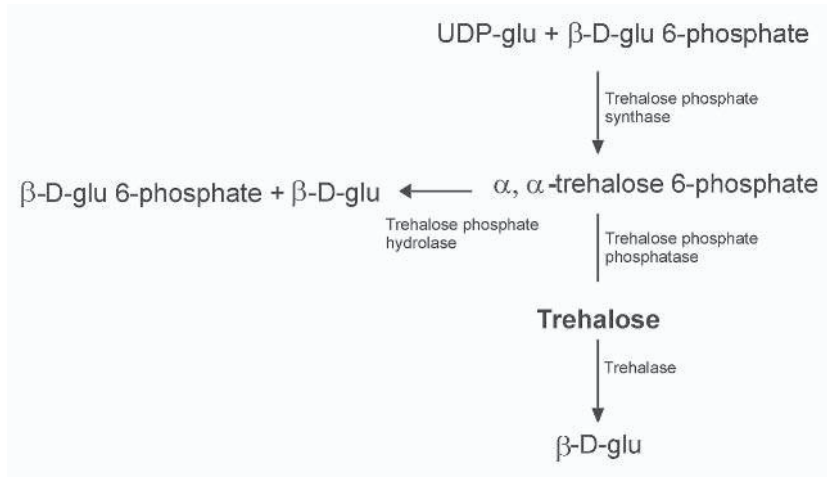 UDP-glu + β-D-glu 6-phosphate
Trehalose phosphate
synthase
β-D-glu 6-phosphate + β-D-glu
α, α-trehalose 6-phosphate
Trehalose phosphate
hydrolase
Trehalose phosphate
phosphatase
Trehalose
Trehalase
β-D-glu